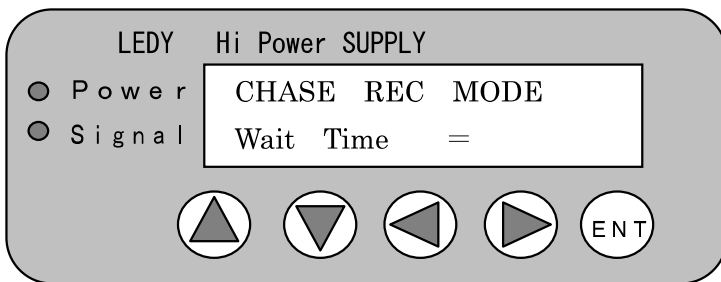 LEDY Hi Power SUPPLY
Power
CHASE REC MODE
Signal
Wait Time =
ENT